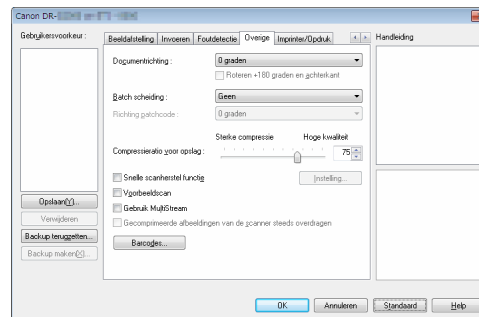 Canon DR-
Gebruikersvoorkeur :
Opslaan(Y)...
Verwijderen
Backup terugzetten...
Backup maken(X)...
Beeldafstelling Invoeren Foutdetectie Overige Imprinter/Opdruk
Documentrichting : 0 graden
Roteren +180 graden en achterkant
Batch scheiding : Geen
Richting patchcode : 0 graden
Sterke compressie Hoge kwaliteit
Compressieratio voor opslag : 75
Snelle scanherstel functie Instelling...
Voorbeeldscan
Gebruik MultiStream
Gecomprimeerde afbeeldingen van de scanner steeds overdragen
Barcodes...
Handleiding
OK Annuleren Standaard Help